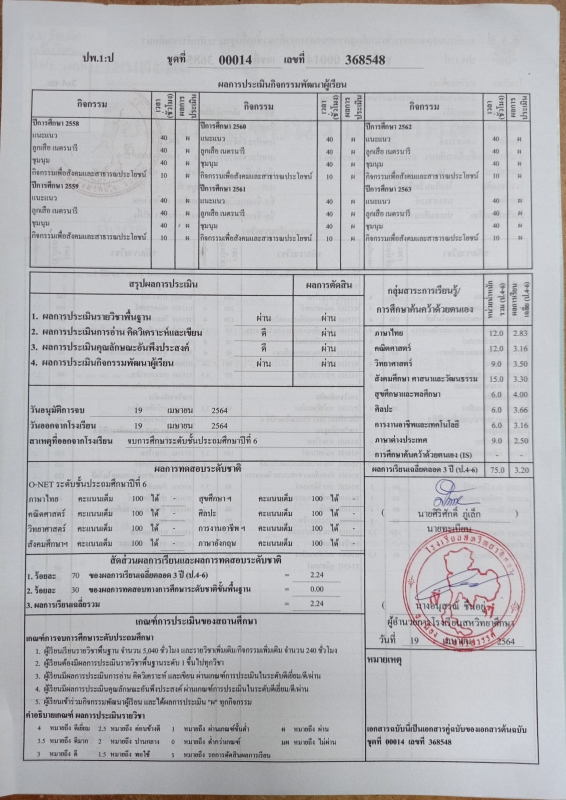 ปพ.1:ป ชุดที่ 00014 เลขที่ 368548
ผลการประเมินกิจกรรมพัฒนาผู้เรียน
กิจกรรม เวลา (ชั่วโมง) ผลการประเมิน กิจกรรม เวลา (ชั่วโมง) ผลการประเมิน กิจกรรม เวลา (ชั่วโมง) ผลการประเมิน
ปีการศึกษา 2558 ปีการศึกษา 2560 ปีการศึกษา 2562
แนะแนว 40 ผ แนะแนว 40 ผ แนะแนว 40 ผ
ลูกเสือ เนตรนารี 40 ผ ลูกเสือ เนตรนารี 40 ผ ลูกเสือ เนตรนารี 40 ผ
ชุมนุม 40 ผ ชุมนุม 40 ผ ชุมนุม 40 ผ
กิจกรรมเพื่อสังคมและสาธารณประโยชน์ 10 ผ กิจกรรมเพื่อสังคมและสาธารณประโยชน์ 10 ผ กิจกรรมเพื่อสังคมและสาธารณประโยชน์ 10 ผ
ปีการศึกษา 2559 ปีการศึกษา 2561 ปีการศึกษา 2563
แนะแนว 40 ผ แนะแนว 40 ผ แนะแนว 40 ผ
ลูกเสือ เนตรนารี 40 ผ ลูกเสือ เนตรนารี 40 ผ ลูกเสือ เนตรนารี 40 ผ
ชุมนุม 40 ผ ชุมนุม 40 ผ ชุมนุม 40 ผ
กิจกรรมเพื่อสังคมและสาธารณประโยชน์ 10 ผ กิจกรรมเพื่อสังคมและสาธารณประโยชน์ 10 ผ กิจกรรมเพื่อสังคมและสาธารณประโยชน์ 10 ผ
สรุปผลการประเมิน ผลการตัดสิน
1. ผลการประเมินรายวิชาพื้นฐาน ผ่าน ผ่าน
2. ผลการประเมินการอ่าน คิดวิเคราะห์และเขียน ดี ผ่าน
3. ผลการประเมินคุณลักษณะอันพึงประสงค์ ดี ผ่าน
4. ผลการประเมินกิจกรรมพัฒนาผู้เรียน ผ่าน ผ่าน
วันอนุมัติการจบ 19 เมษายน 2564
วันออกจากโรงเรียน 19 เมษายน 2564
สาเหตุที่ออกจากโรงเรียน จบการศึกษาระดับชั้นประถมศึกษาปีที่ 6
กลุ่มสาระการเรียนรู้/ การศึกษาค้นคว้าด้วยตนเอง หน่วยน้ำหนัก รวม (ป.4-6) ผลการเรียน เฉลี่ย (ป.4-6)
ภาษาไทย 12.0 2.83
คณิตศาสตร์ 12.0 3.16
วิทยาศาสตร์ 9.0 3.50
สังคมศึกษา ศาสนาและวัฒนธรรม 15.0 3.30
สุขศึกษาและพลศึกษา 6.0 4.00
ศิลปะ 6.0 3.66
การงานอาชีพและเทคโนโลยี 6.0 3.16
ภาษาต่างประเทศ 9.0 2.50
การศึกษาค้นคว้าด้วยตนเอง (IS) - -
ผลการเรียนเฉลี่ยตลอด 3 ปี (ป.4-6) 75.0 3.20
ผลการทดสอบระดับชาติ
O-NET ระดับชั้นประถมศึกษาปีที่ 6
ภาษาไทย คะแนนเต็ม 100 ได้ - สุขศึกษา ฯ คะแนนเต็ม 100 ได้ -
คณิตศาสตร์ คะแนนเต็ม 100 ได้ - ศิลปะ คะแนนเต็ม 100 ได้ -
วิทยาศาสตร์ คะแนนเต็ม 100 ได้ - การงานอาชีพ ฯ คะแนนเต็ม 100 ได้ -
สังคมศึกษาฯ คะแนนเต็ม 100 ได้ - ภาษาอังกฤษ คะแนนเต็ม 100 ได้ -
สัดส่วนผลการเรียนและผลการทดสอบระดับชาติ
1. ร้อยละ 70 ของผลการเรียนเฉลี่ยตลอด 3 ปี (ป.4-6) = 2.24
2. ร้อยละ 30 ของผลการทดสอบทางการศึกษาระดับชาติขั้นพื้นฐาน = 0.00
3. ผลการเรียนเฉลี่ยรวม = 2.24
เกณฑ์การประเมินของสถานศึกษา
เกณฑ์การจบการศึกษาระดับประถมศึกษา
1. ผู้เรียนเรียนรายวิชาพื้นฐาน จำนวน 5,040 ชั่วโมง และรายวิชาเพิ่มเติม/กิจกรรมเพิ่มเติม จำนวน 240 ชั่วโมง
2. ผู้เรียนต้องมีผลการประเมินรายวิชาพื้นฐานระดับ 1 ขึ้นไปทุกวิชา
3. ผู้เรียนมีผลการประเมินการอ่าน คิดวิเคราะห์ และเขียน ผ่านเกณฑ์การประเมินในระดับดีเยี่ยม/ดี/ผ่าน
4. ผู้เรียนมีผลการประเมินคุณลักษณะอันพึงประสงค์ ผ่านเกณฑ์การประเมินในระดับดีเยี่ยม/ดี/ผ่าน
5. ผู้เรียนเข้าร่วมกิจกรรมพัฒนาผู้เรียน และได้ผลการประเมิน "ผ" ทุกกิจกรรม
คำอธิบายเกณฑ์ ผลการประเมินรายวิชา
4 หมายถึง ดีเยี่ยม 2.5 หมายถึง ค่อนข้างดี 1 หมายถึง ผ่านเกณฑ์ขั้นต่ำ ผ หมายถึง ผ่าน
3.5 หมายถึง ดีมาก 2 หมายถึง ปานกลาง 0 หมายถึง ต่ำกว่าเกณฑ์ มผ หมายถึง ไม่ผ่าน
3 หมายถึง ดี 1.5 หมายถึง พอใช้ ร หมายถึง รอการตัดสินผลการเรียน
( นายศิริศักดิ์ ภู่เล็ก )
นายทะเบียน
ผู้อำนวยการโรงเรียนสหวิทยาศึกษา
วันที่ 19 เมษายน 2564
หมายเหตุ
เอกสารฉบับนี้เป็นเอกสารคู่ฉบับของเอกสารต้นฉบับ
ชุดที่ 00014 เลขที่ 368548